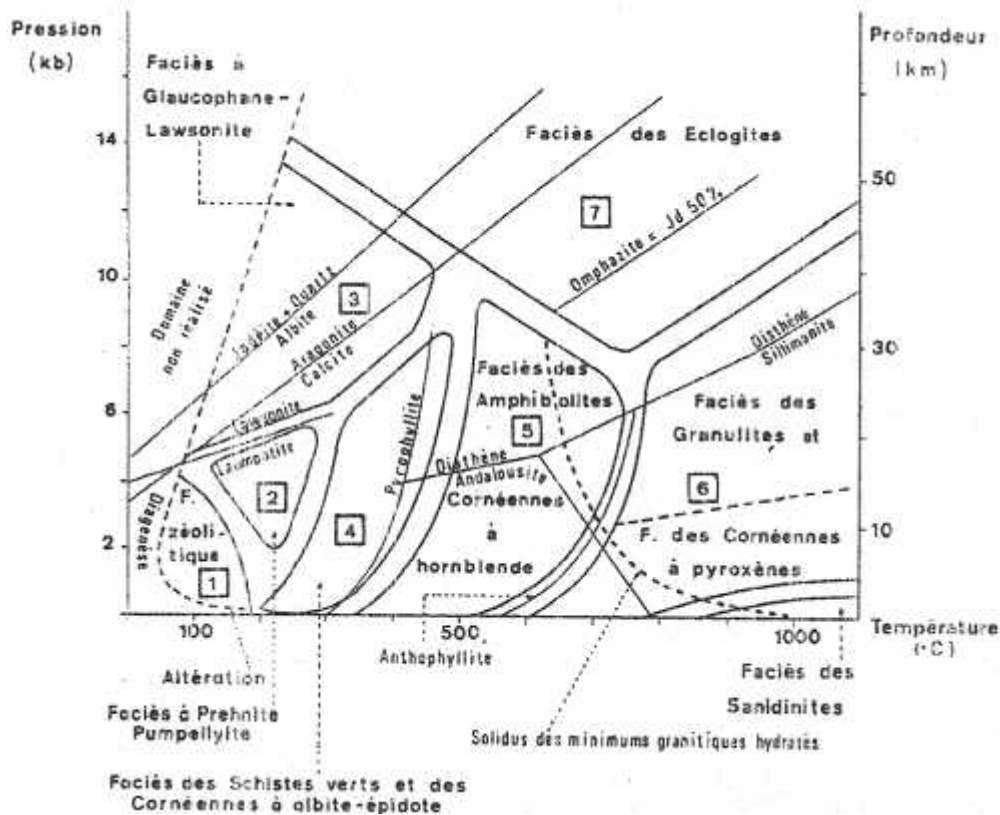 Pression
(kb)
Profondeur
(km)
Faciès à
Glaucophane-
Lawsonite
Faciès des Eclogites
14
50
7
Omphazite = Jd 50%
10
3
Domaine
non réalisé
Jadéite + Quartz
Albite
Aragonite
Calcite
Disthène
Sillimanite
30
Faciès des
Amphibolites
Faciès des
Granulites et
6
Lawsonite
Laumontite
Pyrophyllite
5
Disthène
Andalousite
6
F.
zéoli-
tique
2
Cornéennes
à
hornblende
4
Diagenèse
F. des Cornéennes
à pyroxènes
10
2
1
100
500
1000
Température
(°C)
Anthophyllite
Altération
Faciès à Prehnite
Pumpellyite
Faciès des
Sanidinites
Solidus des minimums granitiques hydratés
Faciès des Schistes verts et des
Cornéennes à albite-épidote